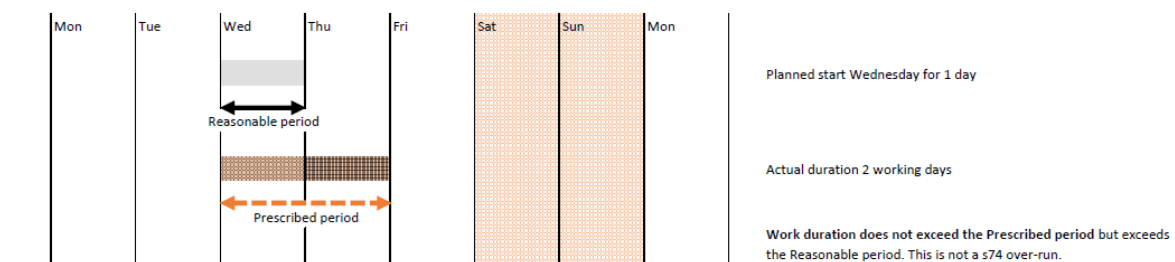 Mon Tue Wed Thu Fri Sat Sun Mon
Planned start Wednesday for 1 day
Reasonable period
Actual duration 2 working days
Prescribed period
Work duration does not exceed the Prescribed period but exceeds
the Reasonable period. This is not a s74 over-run.